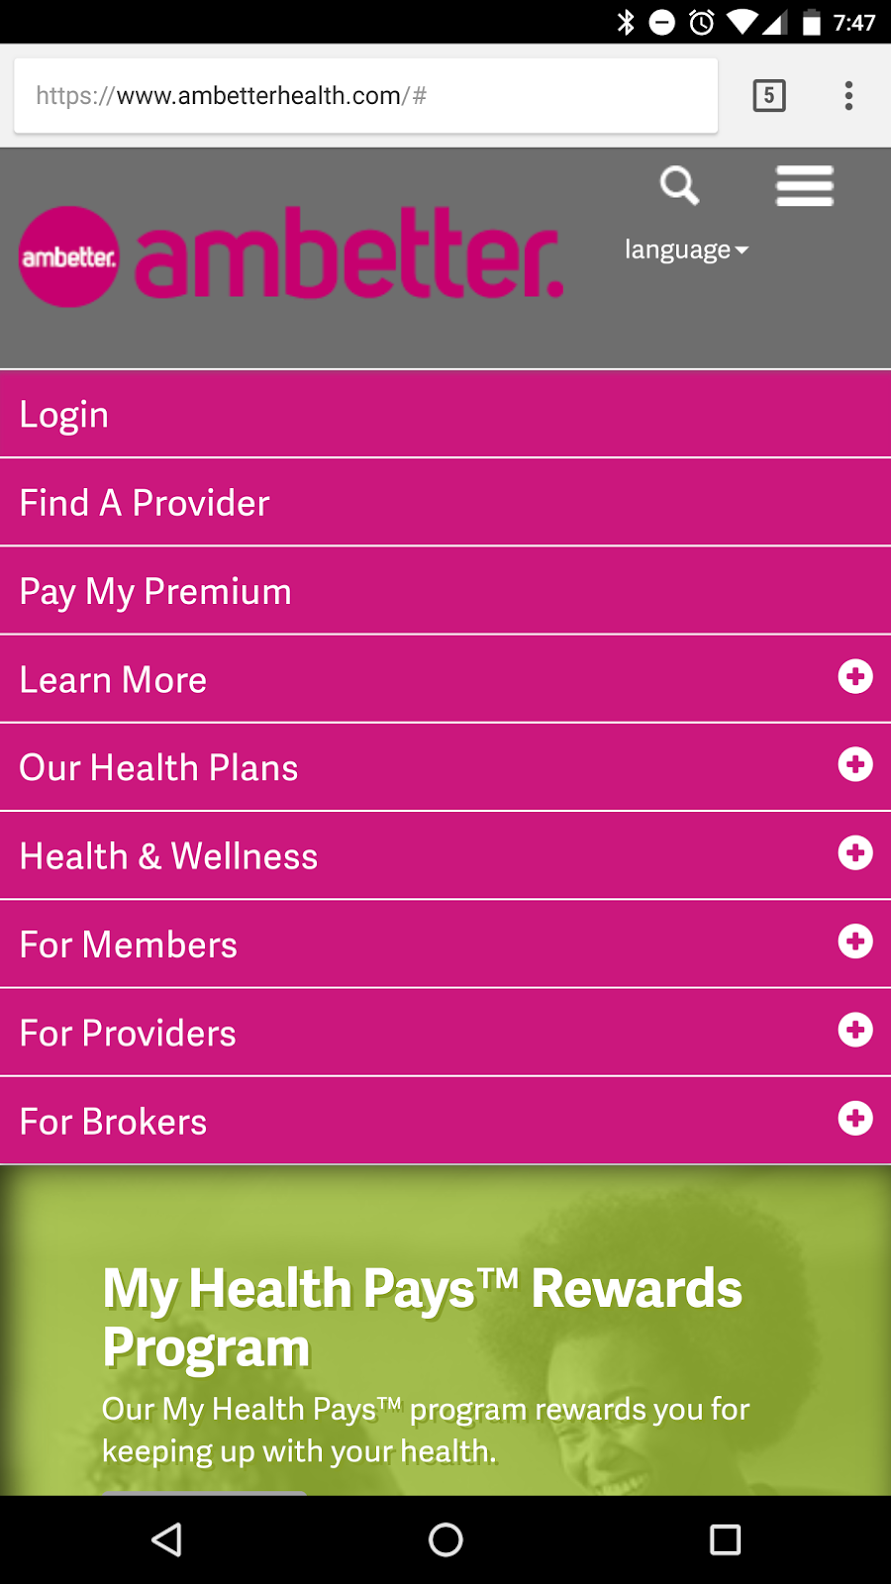 7:47
https://www.ambetterhealth.com/#
5
ambetter.
ambetter.
language
Login
Find A Provider
Pay My Premium
Learn More
Our Health Plans
Health & Wellness
For Members
For Providers
For Brokers
My Health Pays™ Rewards
Program
Our My Health Pays™ program rewards you for
keeping up with your health.